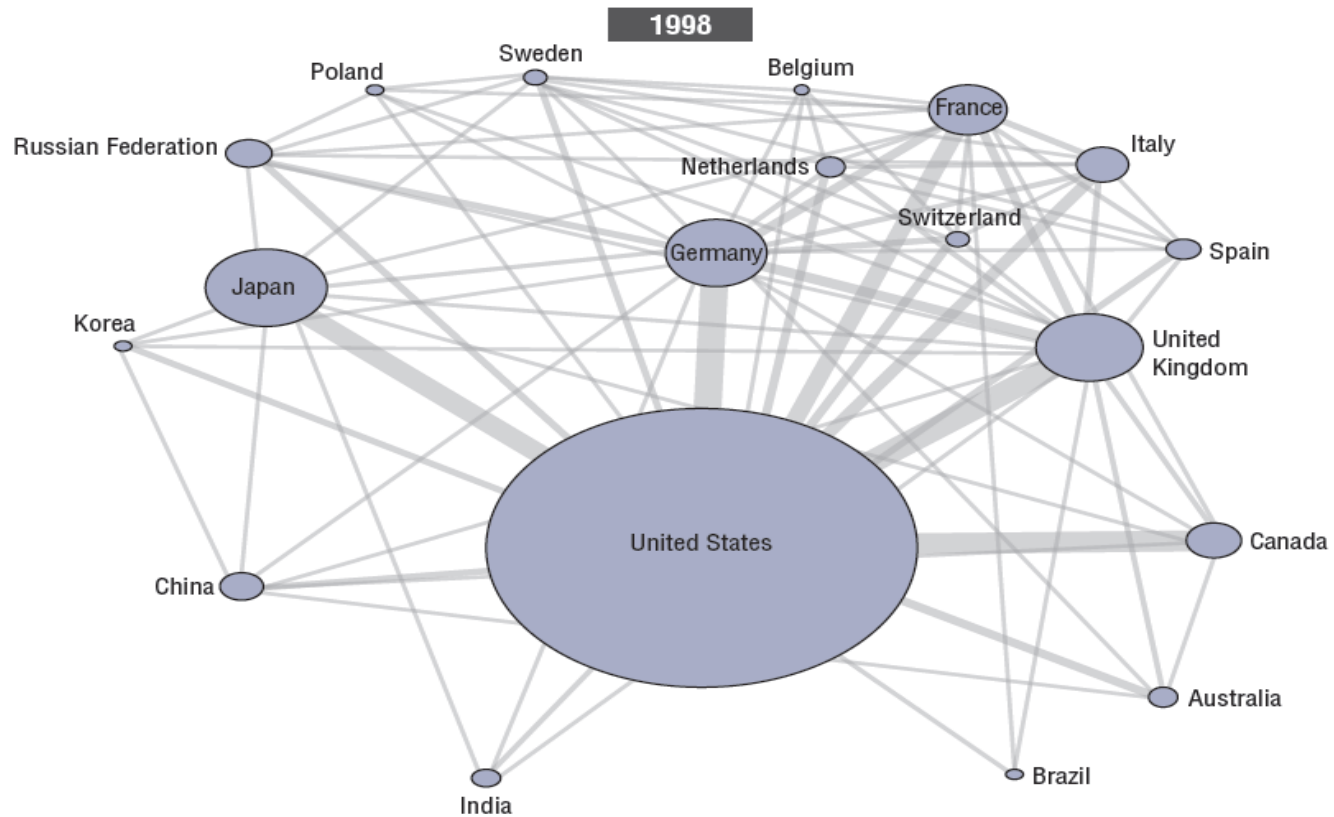 1998
Sweden
Poland
Belgium
France
Russian Federation
Italy
Netherlands
Switzerland
Germany
Spain
Japan
Korea
United
Kingdom
United States
Canada
China
Australia
Brazil
India